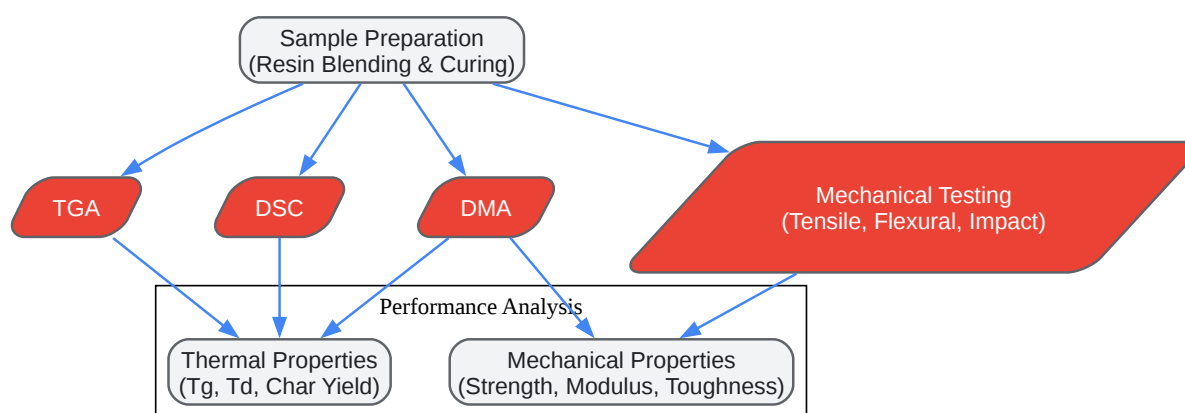 Sample Preparation
(Resin Blending & Curing)
TGA
DSC
DMA
Mechanical Testing
(Tensile, Flexural, Impact)
Performance Analysis
Thermal Properties
(Tg, Td, Char Yield)
Mechanical Properties
(Strength, Modulus, Toughness)